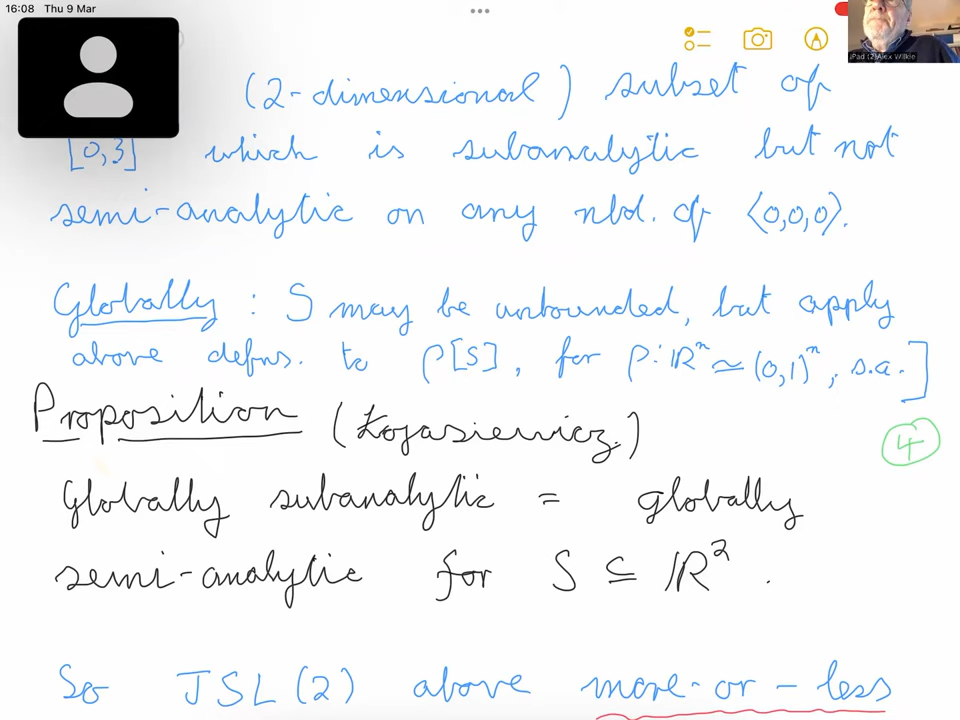 16:08 Thu 9 Mar
iPad (2)Alex Wilkie
(2-dimensional) subset of
[0,3] which is subanalytic but not
semi-analytic on any nbd. of ⟨0,0,0⟩.
Globally : S may be unbounded, but apply
above defns. to ρ[S], for ρ:ℝⁿ ≃ (0,1)ⁿ, s.a.]
Proposition (Łojasiewicz.)
4
Globally subanalytic = globally
semi-analytic for S ⊆ ℝ² .
So JSL(2) above more-or-less